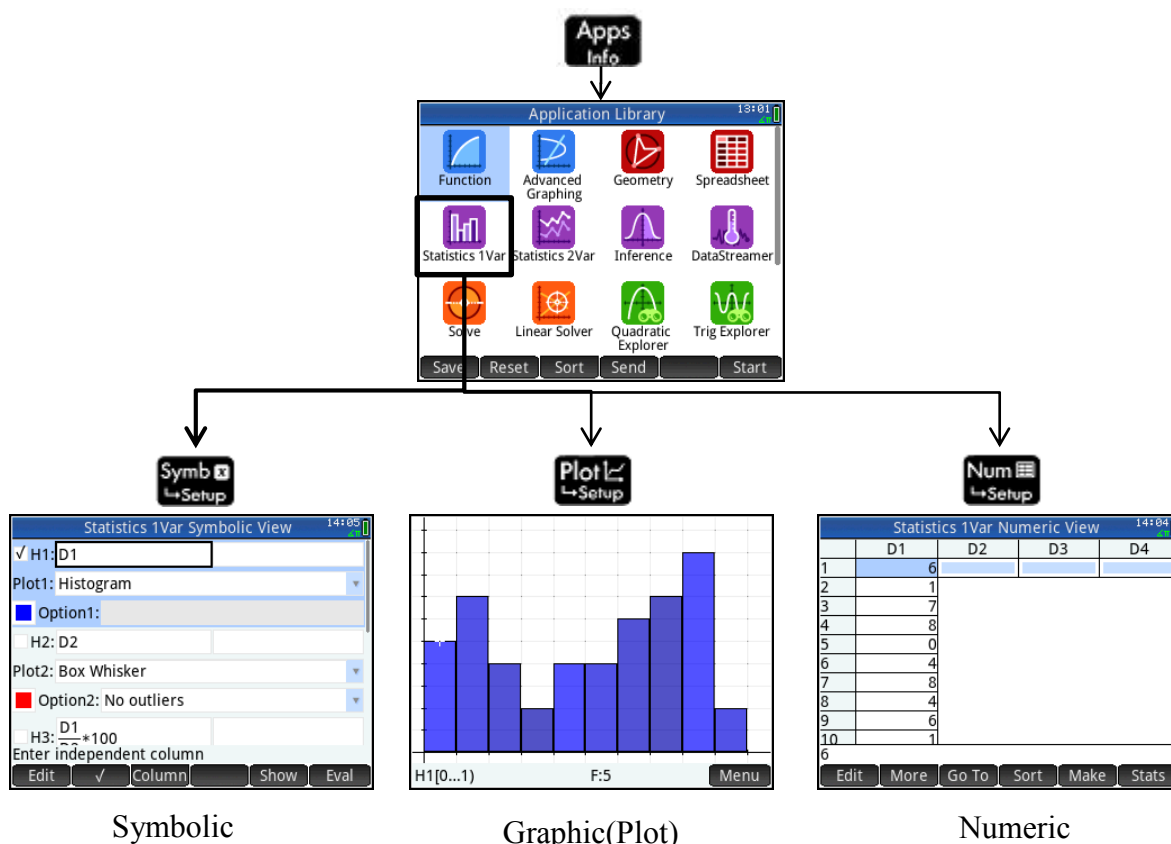 Apps
Info
Application Library 13:01
∡π
Function Advanced Graphing Geometry Spreadsheet
Statistics 1Var Statistics 2Var Inference DataStreamer
Solve Linear Solver Quadratic Explorer Trig Explorer
Save Reset Sort Send Start
Symb x
↳Setup
Plot
↳Setup
Num
↳Setup
Statistics 1Var Symbolic View 14:05
∡π
√ H1: D1
Plot1: Histogram
Option1:
H2: D2
Plot2: Box Whisker
Option2: No outliers
H3: D1 *100
Enter independent column
Edit √ Column Show Eval
H1[0...1) F:5 Menu
Statistics 1Var Numeric View 14:04
∡π
D1 D2 D3 D4
1 6
2 1
3 7
4 8
5 0
6 4
7 8
8 4
9 6
10 1
6
Edit More Go To Sort Make Stats
Symbolic
Graphic(Plot)
Numeric